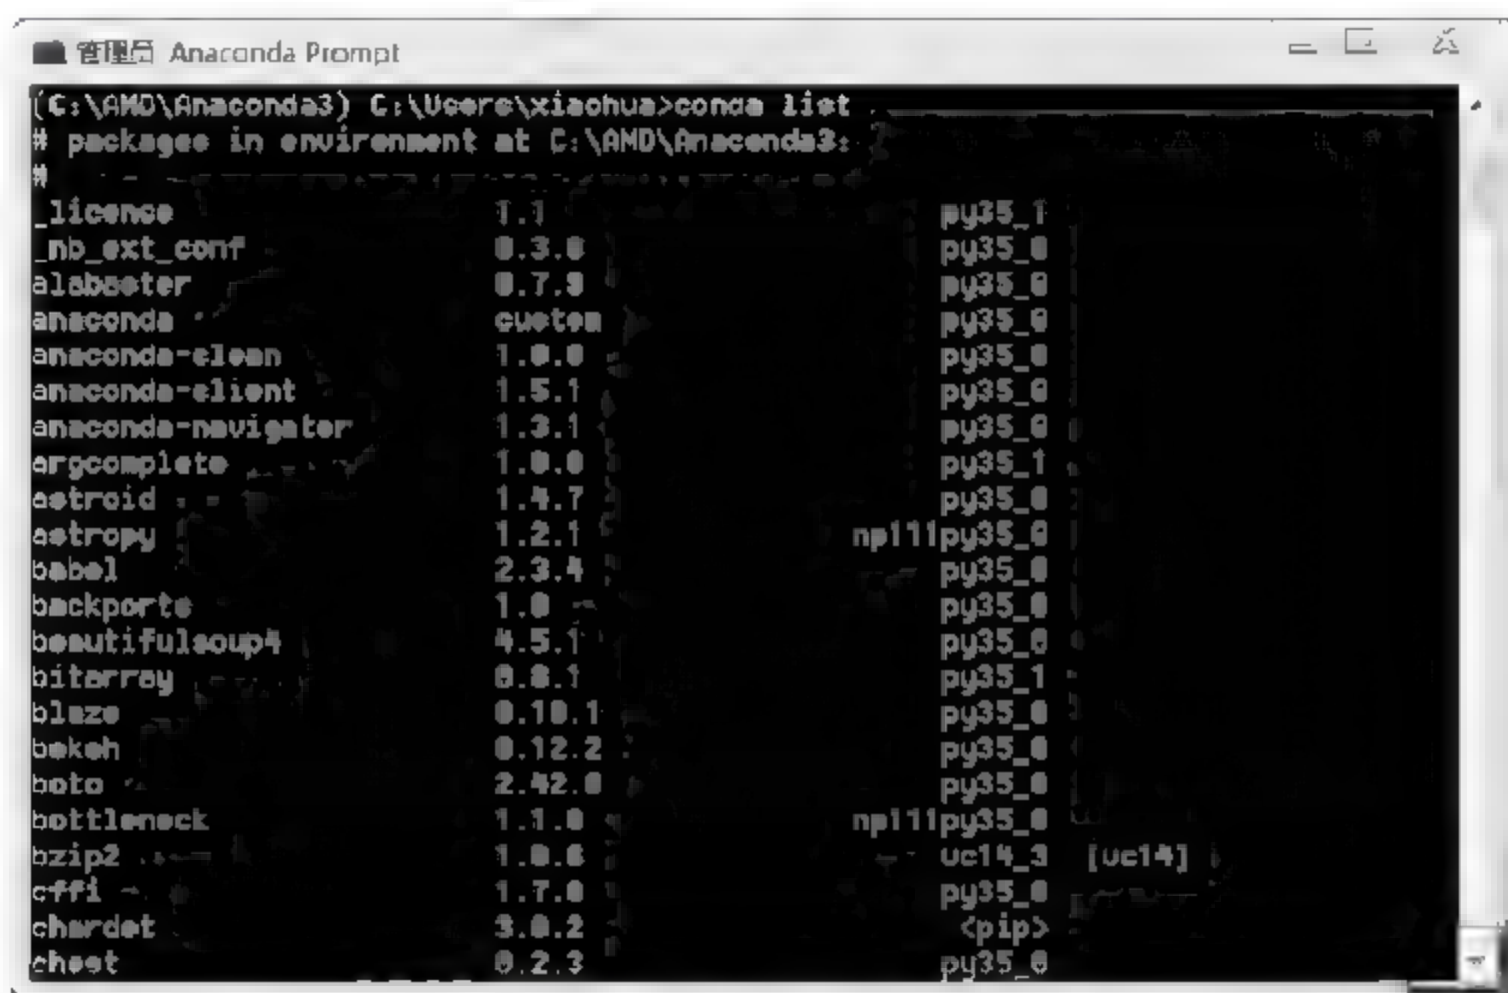 管理员 Anaconda Prompt
(C:\AMD\Anaconda3) C:\Users\xiaohua>conda list
# packages in environment at C:\AMD\Anaconda3:
#
_license 1.1 py35_1
_nb_ext_conf 0.3.0 py35_0
alabaster 0.7.9 py35_0
anaconda custom py35_0
anaconda-clean 1.0.0 py35_0
anaconda-client 1.5.1 py35_0
anaconda-navigator 1.3.1 py35_0
argcomplete 1.0.0 py35_1
astroid 1.4.7 py35_0
astropy 1.2.1 np111py35_0
babel 2.3.4 py35_0
backports 1.0 py35_0
beautifulsoup4 4.5.1 py35_0
bitarray 0.8.1 py35_1
blaze 0.10.1 py35_0
bokeh 0.12.2 py35_0
boto 2.42.0 py35_0
bottleneck 1.1.0 np111py35_0
bzip2 1.0.6 vc14_3 [vc14]
cffi 1.7.0 py35_0
chardet 3.0.2 <pip>
chest 0.2.3 py35_0